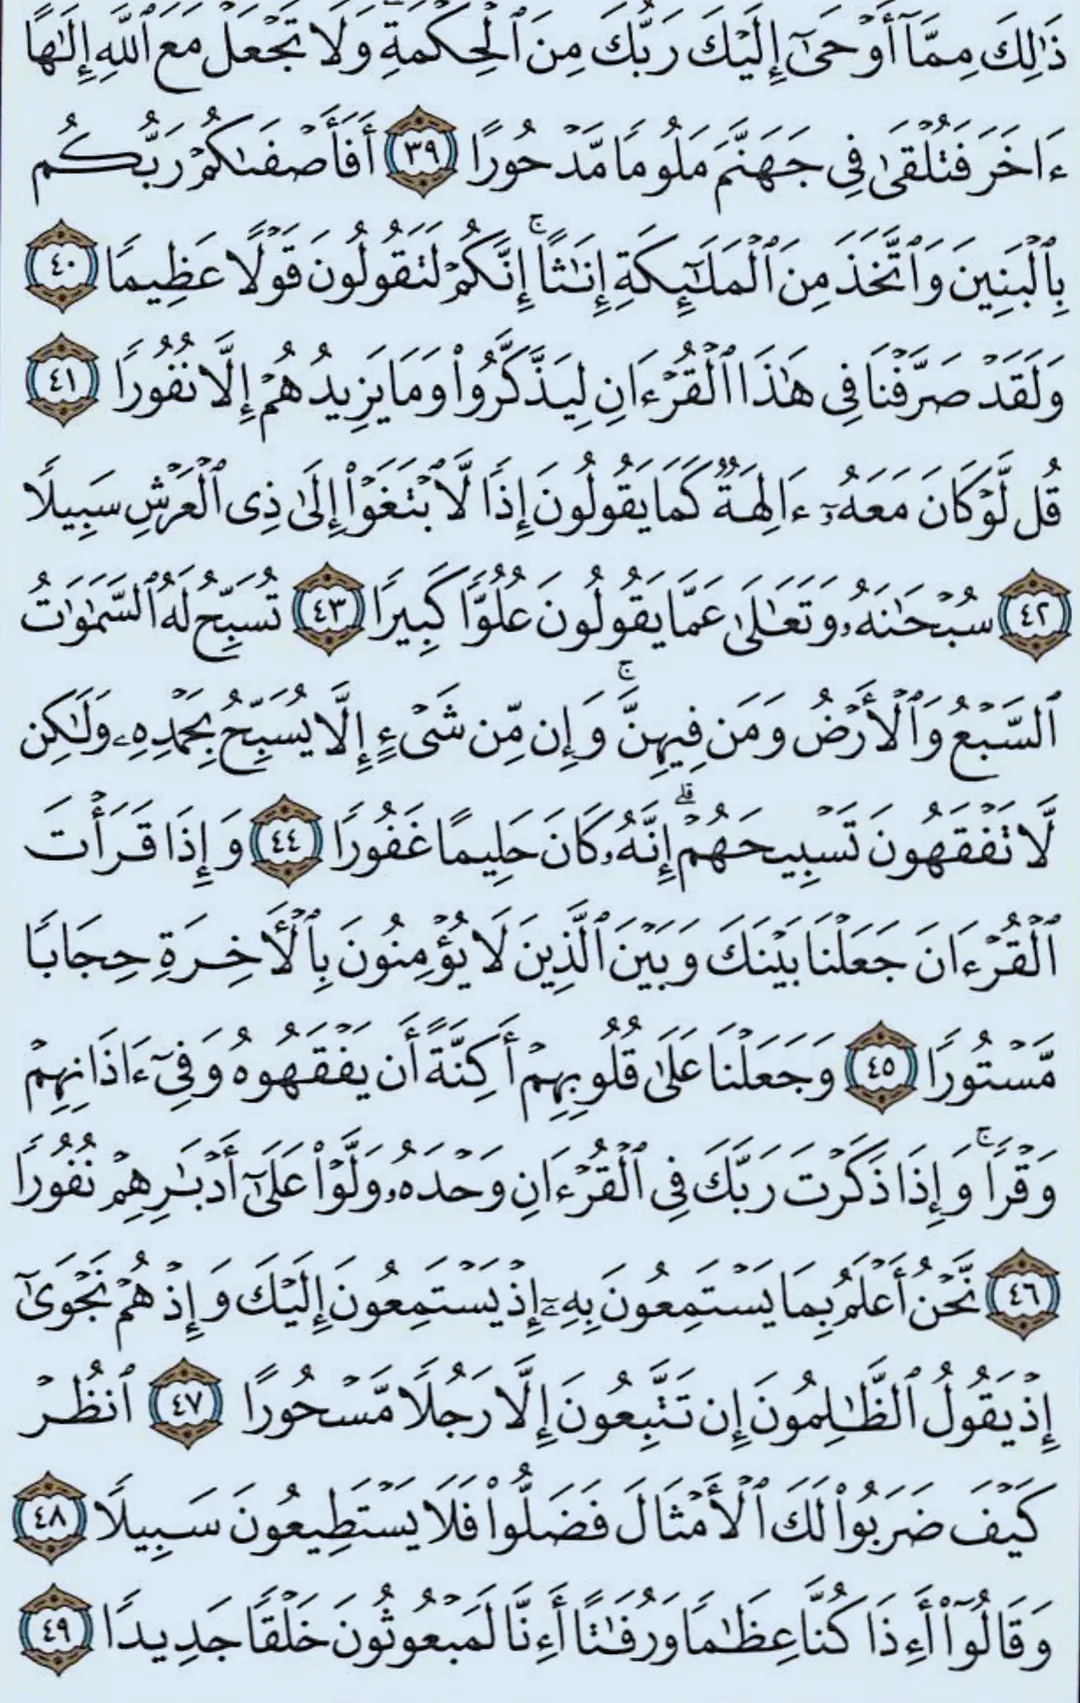 ذَٰلِكَ مِمَّآ أَوۡحَىٰٓ إِلَيۡكَ رَبُّكَ مِنَ ٱلۡحِكۡمَةِۗ وَلَا تَجۡعَلۡ مَعَ ٱللَّهِ إِلَٰهًا
ءَاخَرَ فَتُلۡقَىٰ فِي جَهَنَّمَ مَلُومٗا مَّدۡحُورًا ٣٩ أَفَأَصۡفَىٰكُمۡ رَبُّكُم
بِٱلۡبَنِينَ وَٱتَّخَذَ مِنَ ٱلۡمَلَٰٓئِكَةِ إِنَٰثًاۚ إِنَّكُمۡ لَتَقُولُونَ قَوۡلًا عَظِيمٗا ٤٠
وَلَقَدۡ صَرَّفۡنَا فِي هَٰذَا ٱلۡقُرۡءَانِ لِيَذَّكَّرُواْ وَمَا يَزِيدُهُمۡ إِلَّا نُفُورٗا ٤١
قُل لَّوۡ كَانَ مَعَهُۥٓ ءَالِهَةٞ كَمَا يَقُولُونَ إِذٗا لَّٱبۡتَغَوۡاْ إِلَىٰ ذِي ٱلۡعَرۡشِ سَبِيلٗا
٤٢ سُبۡحَٰنَهُۥ وَتَعَٰلَىٰ عَمَّا يَقُولُونَ عُلُوّٗا كَبِيرٗا ٤٣ تُسَبِّحُ لَهُ ٱلسَّمَٰوَٰتُ
ٱلسَّبۡعُ وَٱلۡأَرۡضُ وَمَن فِيهِنَّۚ وَإِن مِّن شَيۡءٍ إِلَّا يُسَبِّحُ بِحَمۡدِهِۦ وَلَٰكِن
لَّا تَفۡقَهُونَ تَسۡبِيحَهُمۡۗ إِنَّهُۥ كَانَ حَلِيمًا غَفُورٗا ٤٤ وَإِذَا قَرَأۡتَ
ٱلۡقُرۡءَانَ جَعَلۡنَا بَيۡنَكَ وَبَيۡنَ ٱلَّذِينَ لَا يُؤۡمِنُونَ بِٱلۡأٓخِرَةِ حِجَابٗا
مَّسۡتُورٗا ٤٥ وَجَعَلۡنَا عَلَىٰ قُلُوبِهِمۡ أَكِنَّةً أَن يَفۡقَهُوهُ وَفِيٓ ءَاذَانِهِمۡ
وَقۡرٗاۚ وَإِذَا ذَكَرۡتَ رَبَّكَ فِي ٱلۡقُرۡءَانِ وَحۡدَهُۥ وَلَّوۡاْ عَلَىٰٓ أَدۡبَٰرِهِمۡ نُفُورٗا
٤٦ نَّحۡنُ أَعۡلَمُ بِمَا يَسۡتَمِعُونَ بِهِۦٓ إِذۡ يَسۡتَمِعُونَ إِلَيۡكَ وَإِذۡ هُمۡ نَجۡوَىٰٓ
إِذۡ يَقُولُ ٱلظَّٰلِمُونَ إِن تَتَّبِعُونَ إِلَّا رَجُلٗا مَّسۡحُورًا ٤٧ ٱنظُرۡ
كَيۡفَ ضَرَبُواْ لَكَ ٱلۡأَمۡثَالَ فَضَلُّواْ فَلَا يَسۡتَطِيعُونَ سَبِيلٗا ٤٨
وَقَالُوٓاْ أَءِذَا كُنَّا عِظَٰمٗا وَرُفَٰتًا أَءِنَّا لَمَبۡعُوثُونَ خَلۡقٗا جَدِيدٗا ٤٩